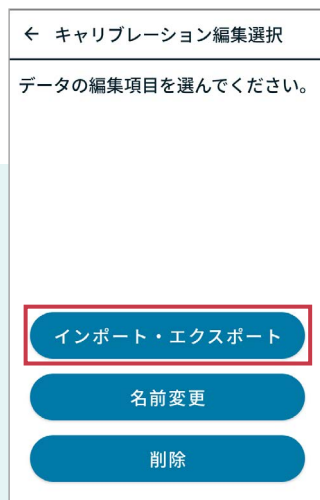 ← キャリブレーション編集選択
データの編集項目を選んでください。
インポート・エクスポート
名前変更
削除